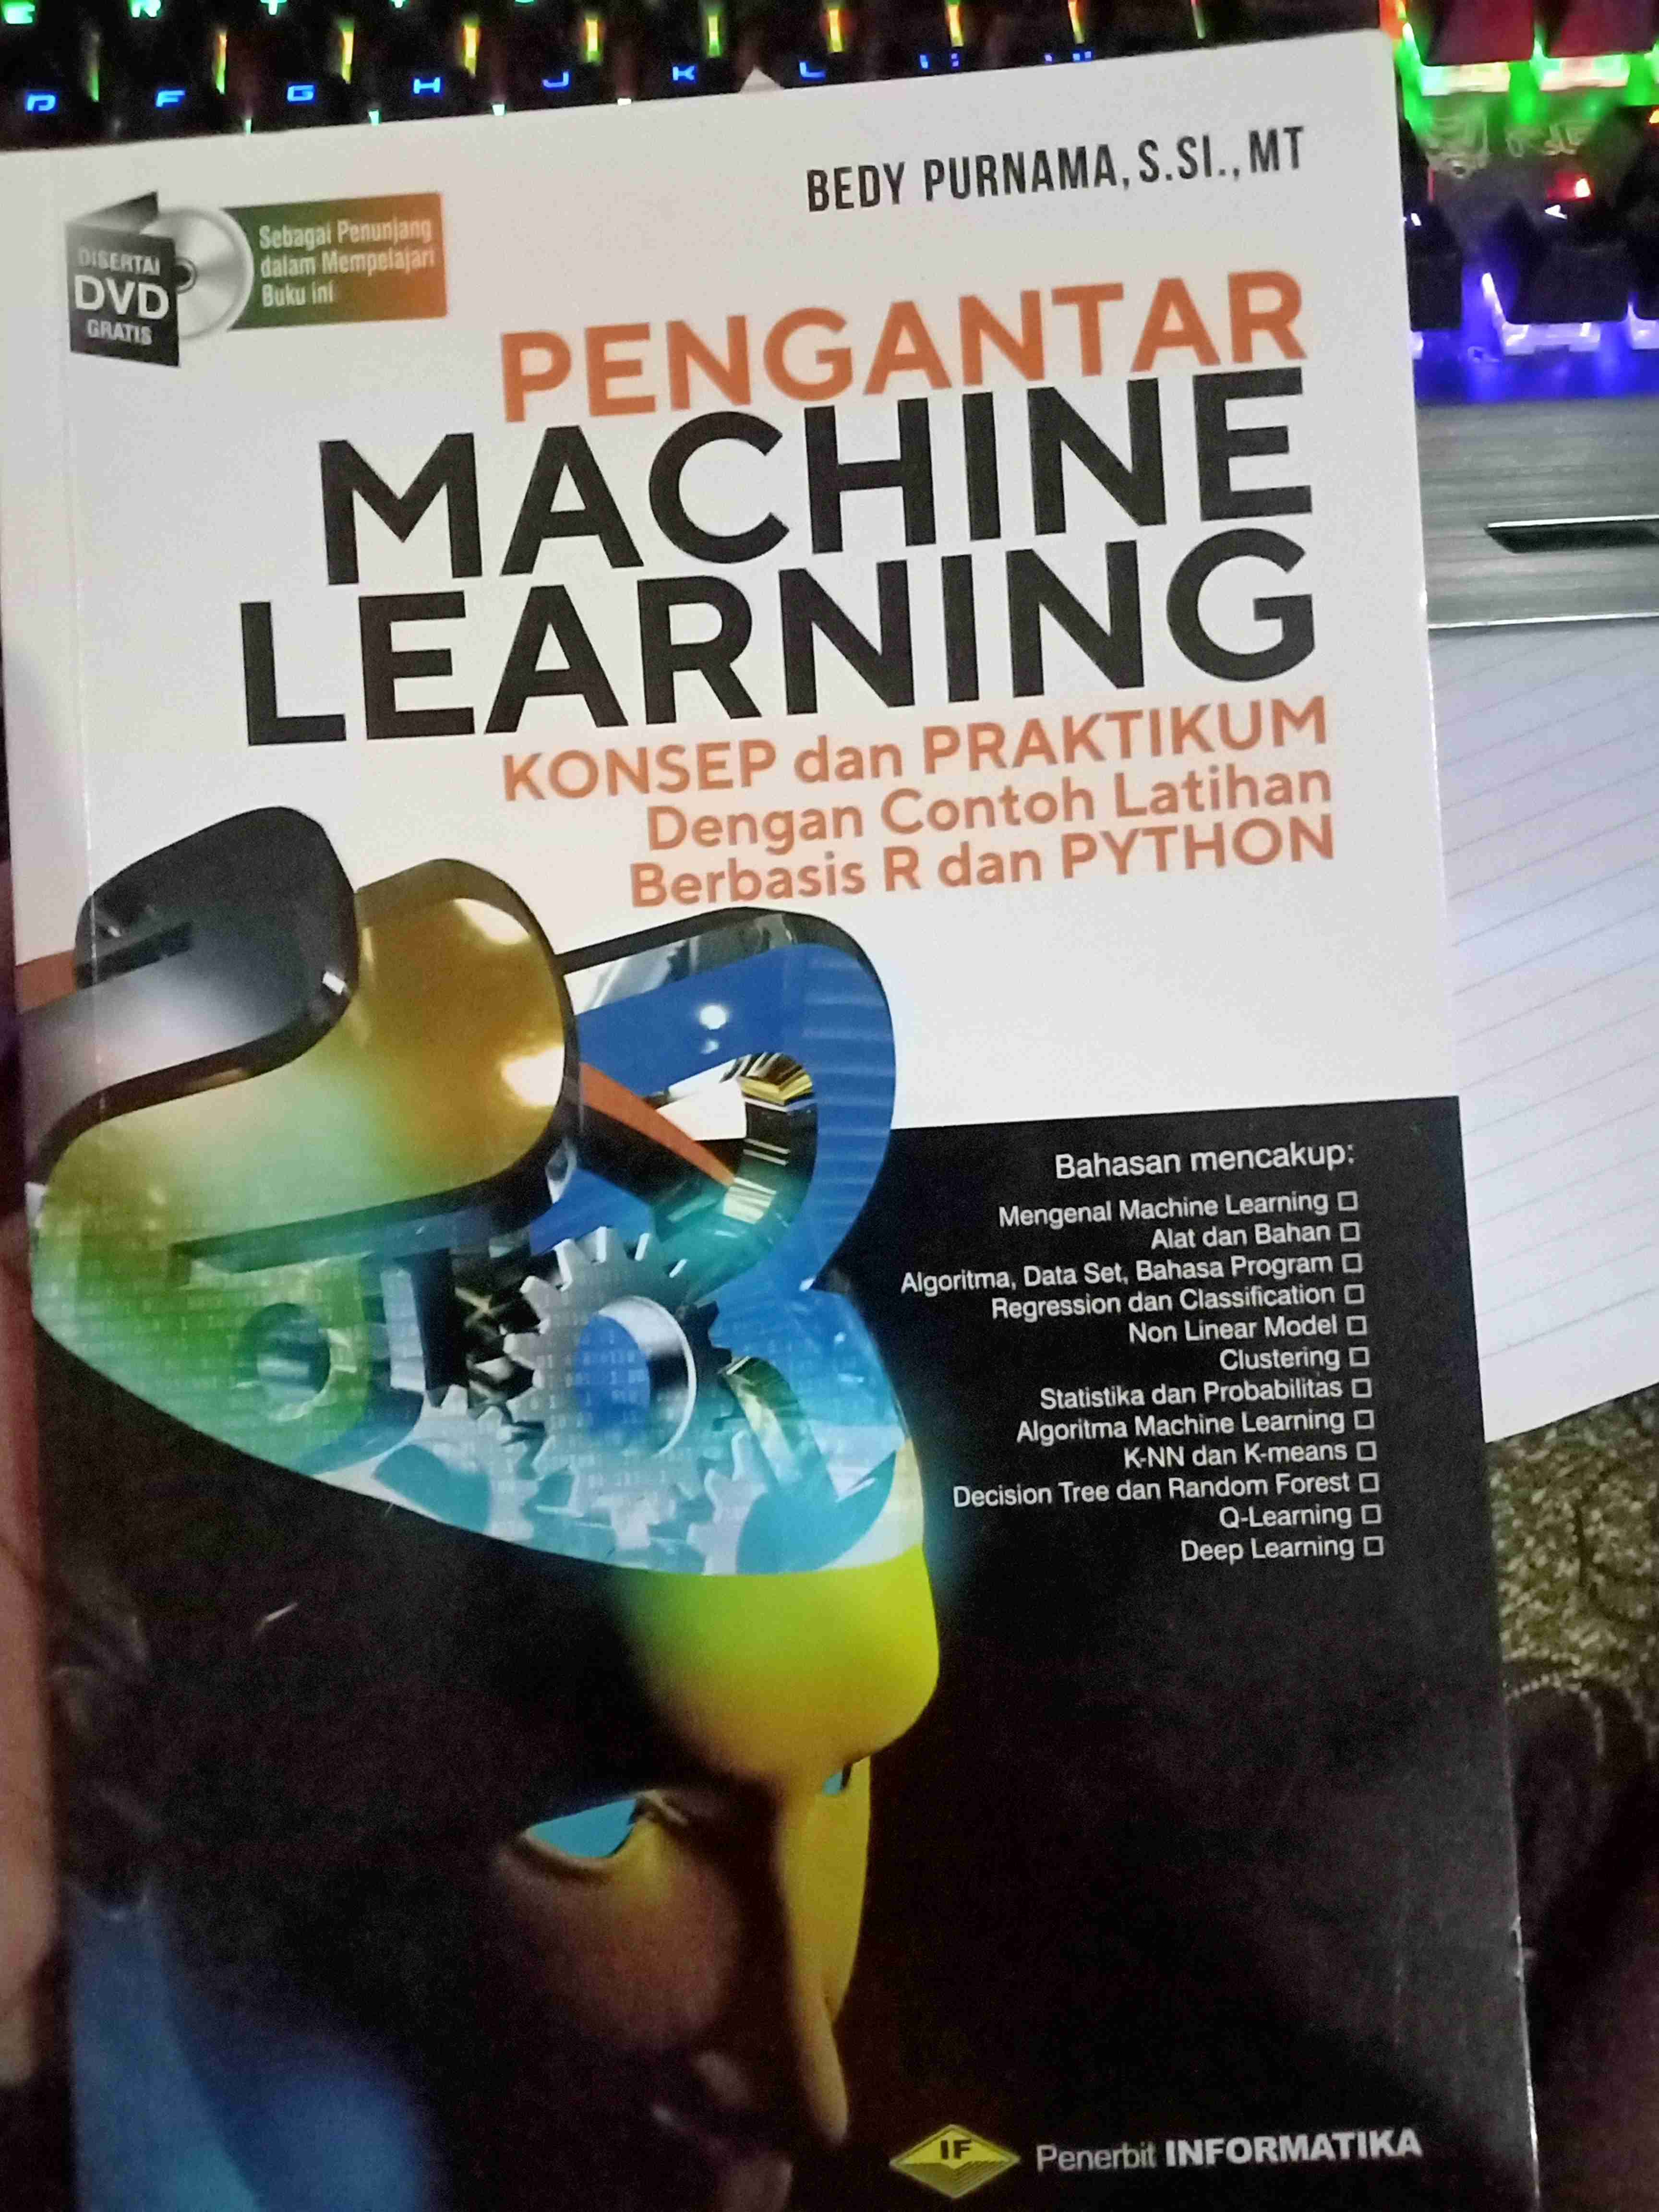 D F G H J K L
BEDY PURNAMA, S.SI., MT
DISERTAI
DVD
GRATIS
Sebagai Penunjang
dalam Mempelajari
Buku ini
PENGANTAR
MACHINE
LEARNING
KONSEP dan PRAKTIKUM
Dengan Contoh Latihan
Berbasis R dan PYTHON
Bahasan mencakup:
Mengenal Machine Learning
Alat dan Bahan
Algoritma, Data Set, Bahasa Program
Regression dan Classification
Non Linear Model
Clustering
Statistika dan Probabilitas
Algoritma Machine Learning
K-NN dan K-means
Decision Tree dan Random Forest
Q-Learning
Deep Learning
IF
Penerbit INFORMATIKA